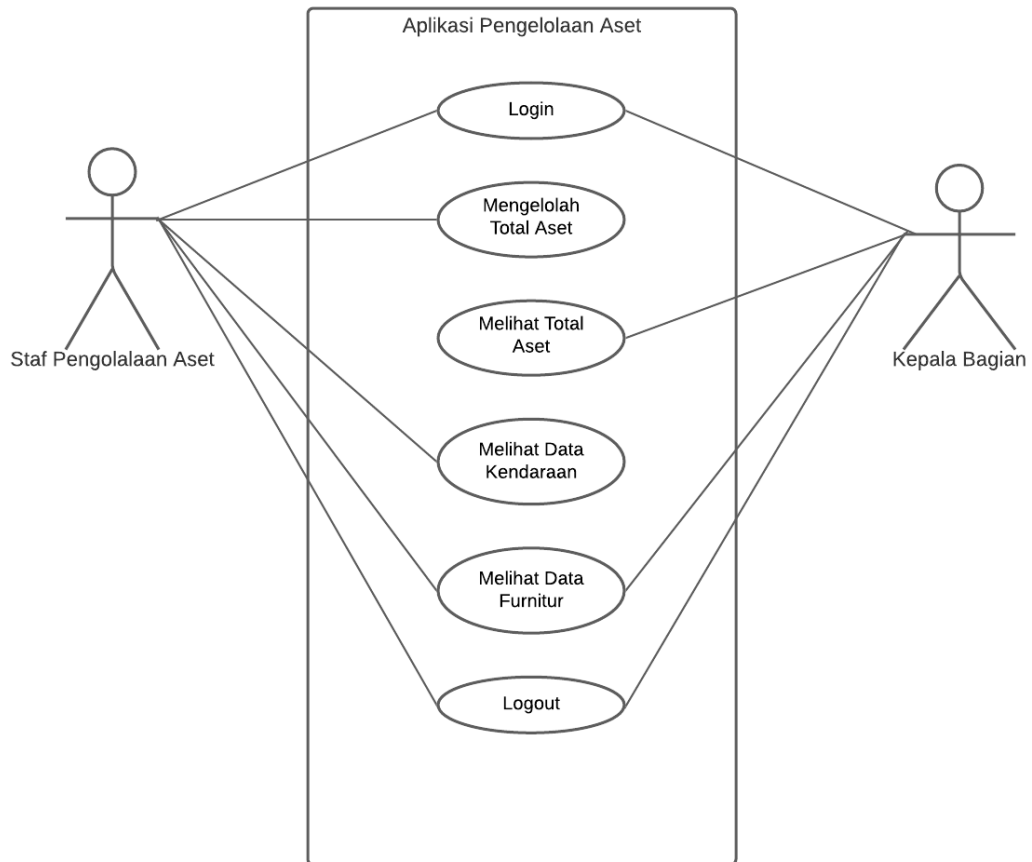 Aplikasi Pengelolaan Aset
Login
Mengelolah
Total Aset
Melihat Total
Aset
Staf Pengolalaan Aset
Kepala Bagian
Melihat Data
Kendaraan
Melihat Data
Furnitur
Logout